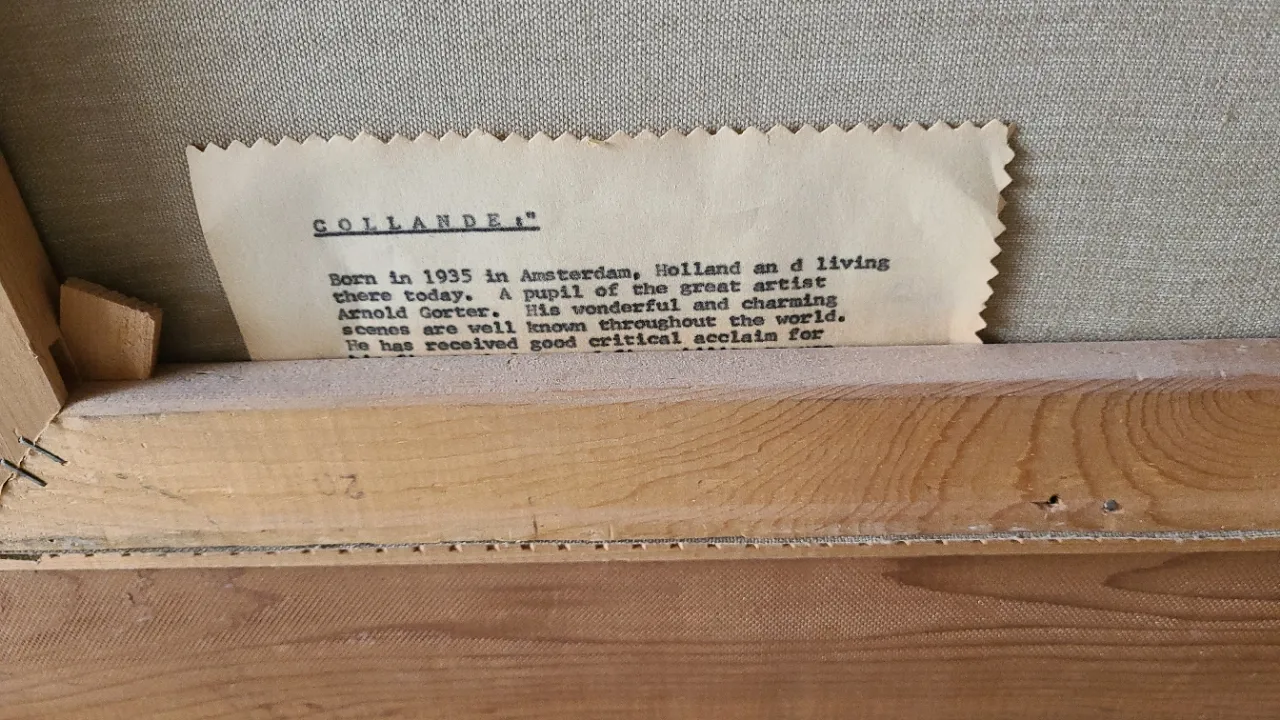 COLLANDE:"
Born in 1935 in Amsterdam, Holland an d living
there today. A pupil of the great artist
Arnold Gorter. His wonderful and charming
scenes are well known throughout the world.
He has received good critical acclaim for
20